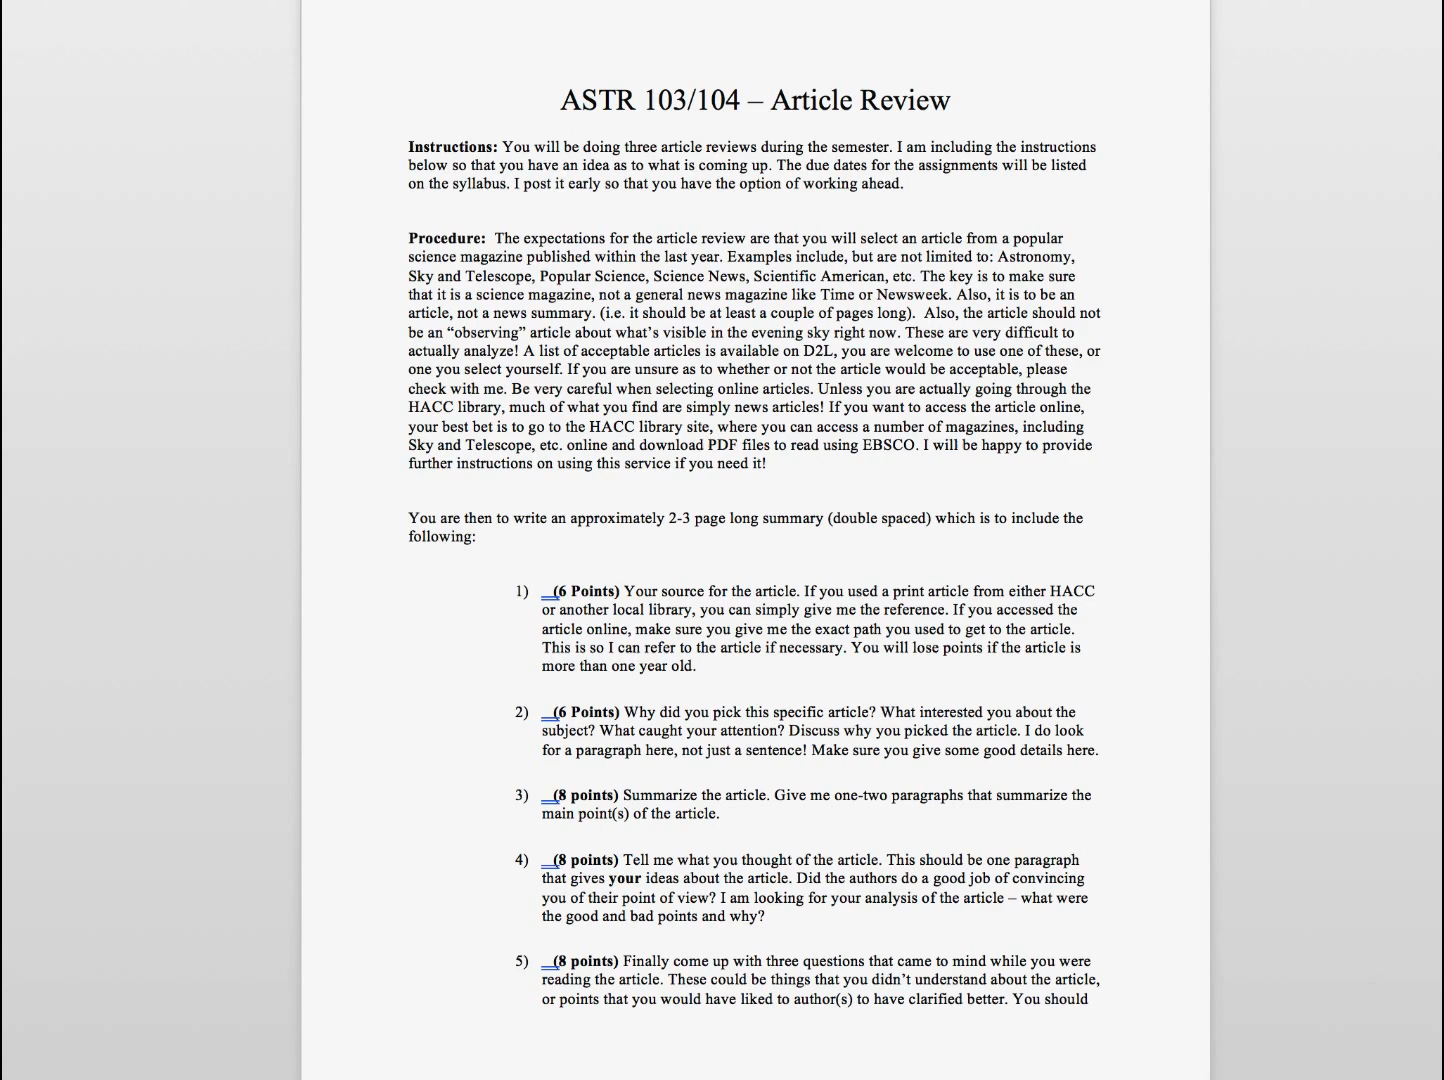 ASTR 103/104 – Article Review
Instructions: You will be doing three article reviews during the semester. I am including the instructions
below so that you have an idea as to what is coming up. The due dates for the assignments will be listed
on the syllabus. I post it early so that you have the option of working ahead.
Procedure:  The expectations for the article review are that you will select an article from a popular
science magazine published within the last year. Examples include, but are not limited to: Astronomy,
Sky and Telescope, Popular Science, Science News, Scientific American, etc. The key is to make sure
that it is a science magazine, not a general news magazine like Time or Newsweek. Also, it is to be an
article, not a news summary. (i.e. it should be at least a couple of pages long).  Also, the article should not
be an “observing” article about what’s visible in the evening sky right now. These are very difficult to
actually analyze! A list of acceptable articles is available on D2L, you are welcome to use one of these, or
one you select yourself. If you are unsure as to whether or not the article would be acceptable, please
check with me. Be very careful when selecting online articles. Unless you are actually going through the
HACC library, much of what you find are simply news articles! If you want to access the article online,
your best bet is to go to the HACC library site, where you can access a number of magazines, including
Sky and Telescope, etc. online and download PDF files to read using EBSCO. I will be happy to provide
further instructions on using this service if you need it!
You are then to write an approximately 2-3 page long summary (double spaced) which is to include the
following:
1) __(6 Points) Your source for the article. If you used a print article from either HACC
or another local library, you can simply give me the reference. If you accessed the
article online, make sure you give me the exact path you used to get to the article.
This is so I can refer to the article if necessary. You will lose points if the article is
more than one year old.
2) __(6 Points) Why did you pick this specific article? What interested you about the
subject? What caught your attention? Discuss why you picked the article. I do look
for a paragraph here, not just a sentence! Make sure you give some good details here.
3) __(8 points) Summarize the article. Give me one-two paragraphs that summarize the
main point(s) of the article.
4) __(8 points) Tell me what you thought of the article. This should be one paragraph
that gives your ideas about the article. Did the authors do a good job of convincing
you of their point of view? I am looking for your analysis of the article – what were
the good and bad points and why?
5) __(8 points) Finally come up with three questions that came to mind while you were
reading the article. These could be things that you didn’t understand about the article,
or points that you would have liked to author(s) to have clarified better. You should